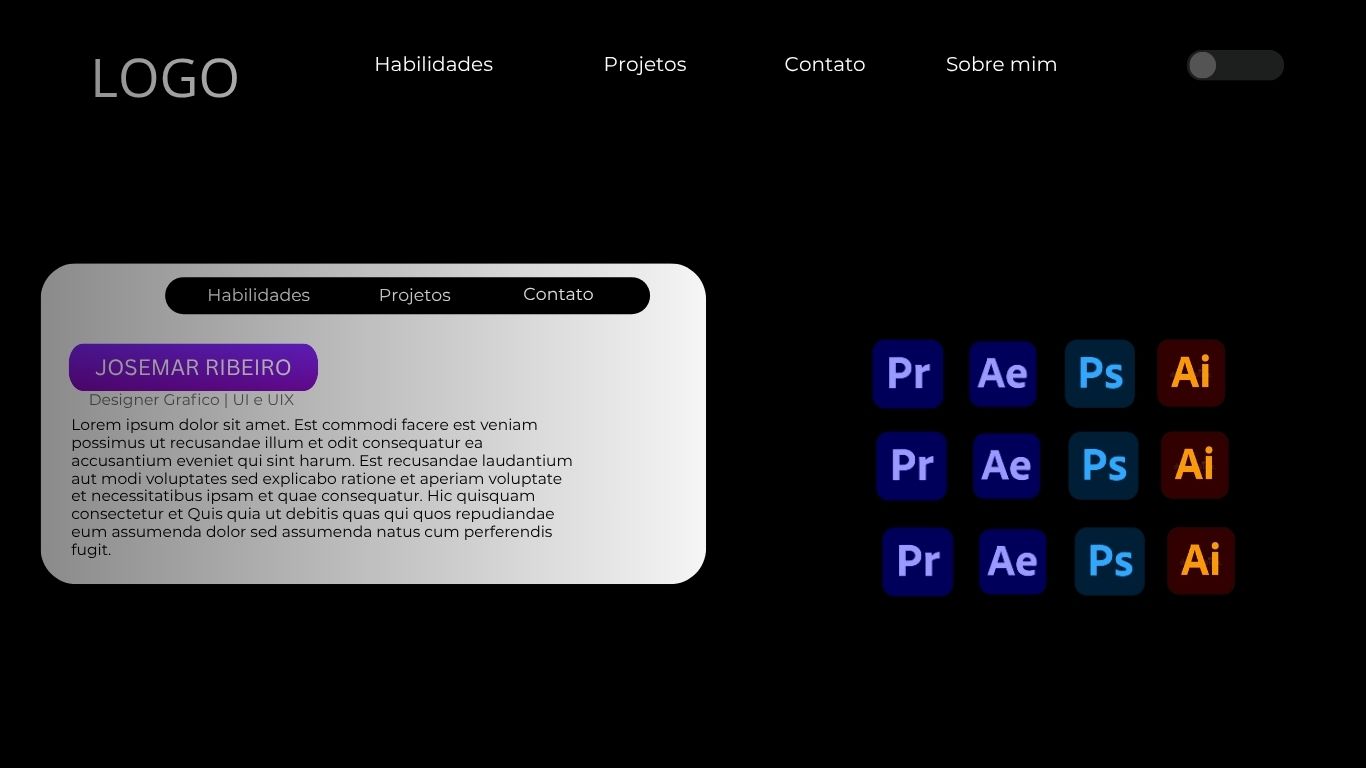 LOGO
Habilidades
Projetos
Contato
Sobre mim
Habilidades
Projetos
Contato
JOSEMAR RIBEIRO
Designer Grafico | UI e UIX
Lorem ipsum dolor sit amet. Est commodi facere est veniam
possimus ut recusandae illum et odit consequatur ea
accusantium eveniet qui sint harum. Est recusandae laudantium
aut modi voluptates sed explicabo ratione et aperiam voluptate
et necessitatibus ipsam et quae consequatur. Hic quisquam
consectetur et Quis quia ut debitis quas qui quos repudiandae
eum assumenda dolor sed assumenda natus cum perferendis
fugit.
Pr Ae Ps Ai
Pr Ae Ps Ai
Pr Ae Ps Ai